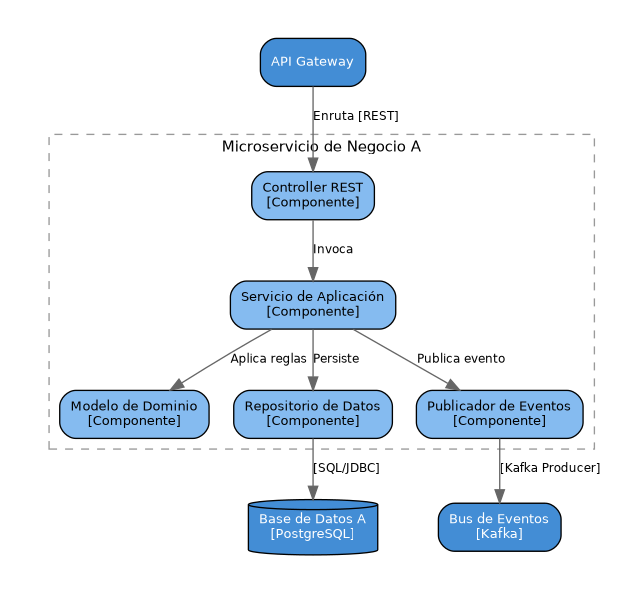 API Gateway
Enruta [REST]
Microservicio de Negocio A
Controller REST
[Componente]
Invoca
Servicio de Aplicación
[Componente]
Aplica reglas
Persiste
Publica evento
Modelo de Dominio
[Componente]
Repositorio de Datos
[Componente]
Publicador de Eventos
[Componente]
[SQL/JDBC]
[Kafka Producer]
Base de Datos A
[PostgreSQL]
Bus de Eventos
[Kafka]